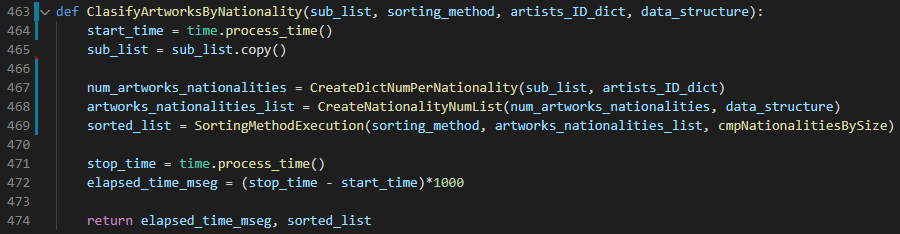 463 def ClasifyArtworksByNationality(sub_list, sorting_method, artists_ID_dict, data_structure):
464     start_time = time.process_time()
465     sub_list = sub_list.copy()
466
467     num_artworks_nationalities = CreateDictNumPerNationality(sub_list, artists_ID_dict)
468     artworks_nationalities_list = CreateNationalityNumList(num_artworks_nationalities, data_structure)
469     sorted_list = SortingMethodExecution(sorting_method, artworks_nationalities_list, cmpNationalitiesBySize)
470
471     stop_time = time.process_time()
472     elapsed_time_mseg = (stop_time - start_time)*1000
473
474     return elapsed_time_mseg, sorted_list